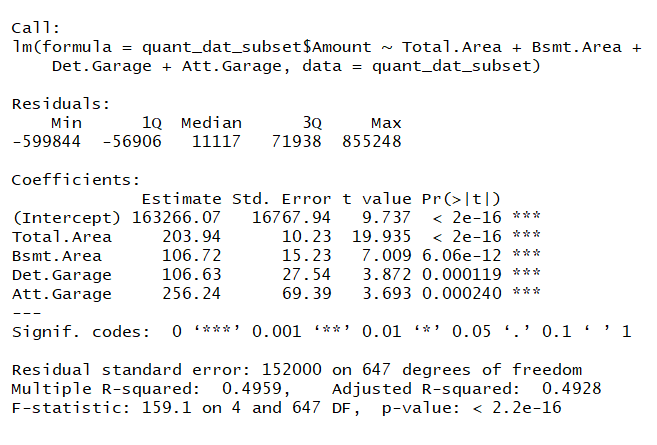 Call:
lm(formula = quant_dat_subset$Amount ~ Total.Area + Bsmt.Area +
    Det.Garage + Att.Garage, data = quant_dat_subset)
Residuals:
    Min      1Q  Median      3Q     Max
-599844  -56906   11117   71938  855248
Coefficients:
             Estimate Std. Error t value Pr(>|t|)
(Intercept) 163266.07   16767.94   9.737  < 2e-16 ***
Total.Area     203.94      10.23  19.935  < 2e-16 ***
Bsmt.Area      106.72      15.23   7.009 6.06e-12 ***
Det.Garage     106.63      27.54   3.872 0.000119 ***
Att.Garage     256.24      69.39   3.693 0.000240 ***
---
Signif. codes:  0 ‘***’ 0.001 ‘**’ 0.01 ‘*’ 0.05 ‘.’ 0.1 ‘ ’ 1
Residual standard error: 152000 on 647 degrees of freedom
Multiple R-squared:  0.4959,    Adjusted R-squared:  0.4928
F-statistic: 159.1 on 4 and 647 DF,  p-value: < 2.2e-16